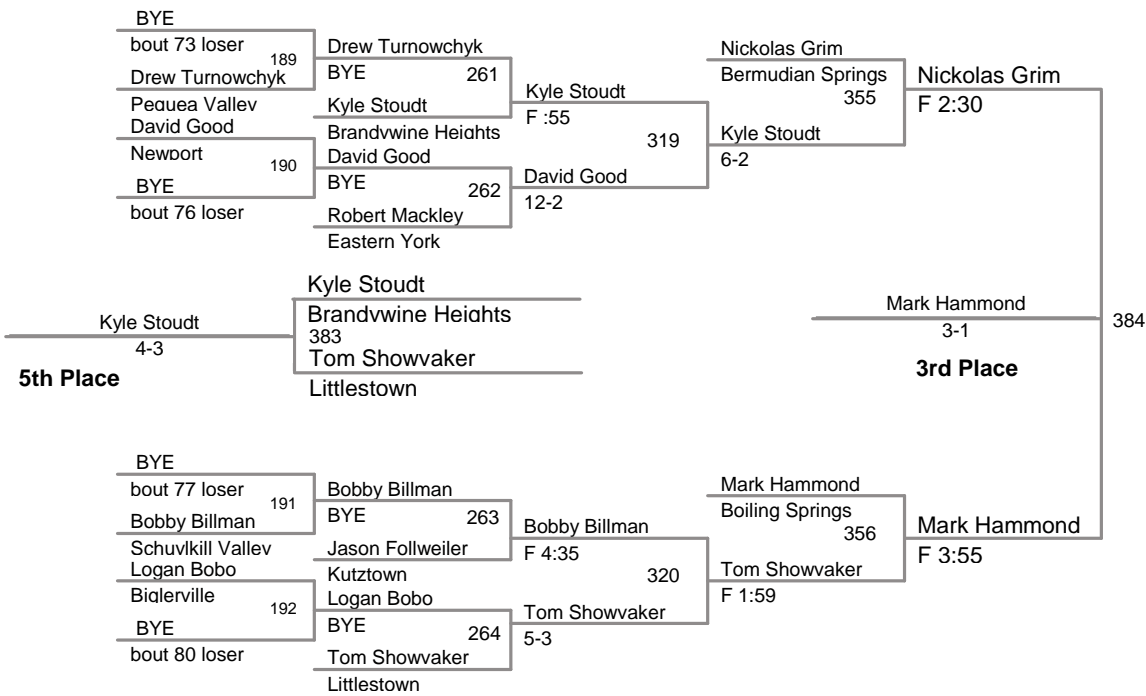 BYE
bout 73 loser
189
Drew Turnowchyk
Pequea Valley
David Good
Newport
190
BYE
bout 76 loser
Drew Turnowchyk
BYE
261
Kyle Stoudt
Brandywine Heights
David Good
BYE
262
Robert Mackley
Eastern York
Kyle Stoudt
F :55
319
David Good
12-2
Nickolas Grim
Bermudian Springs
355
Kyle Stoudt
6-2
Nickolas Grim
F 2:30
Kyle Stoudt
4-3
5th Place
Kyle Stoudt
Brandywine Heights
383
Tom Showvaker
Littlestown
Mark Hammond
3-1
3rd Place
384
BYE
bout 77 loser
191
Bobby Billman
Schuylkill Valley
Logan Bobo
Biglerville
192
BYE
bout 80 loser
Bobby Billman
BYE
263
Jason Follweiler
Kutztown
Logan Bobo
BYE
264
Tom Showvaker
Littlestown
Bobby Billman
F 4:35
320
Tom Showvaker
5-3
Mark Hammond
Boiling Springs
356
Tom Showvaker
F 1:59
Mark Hammond
F 3:55